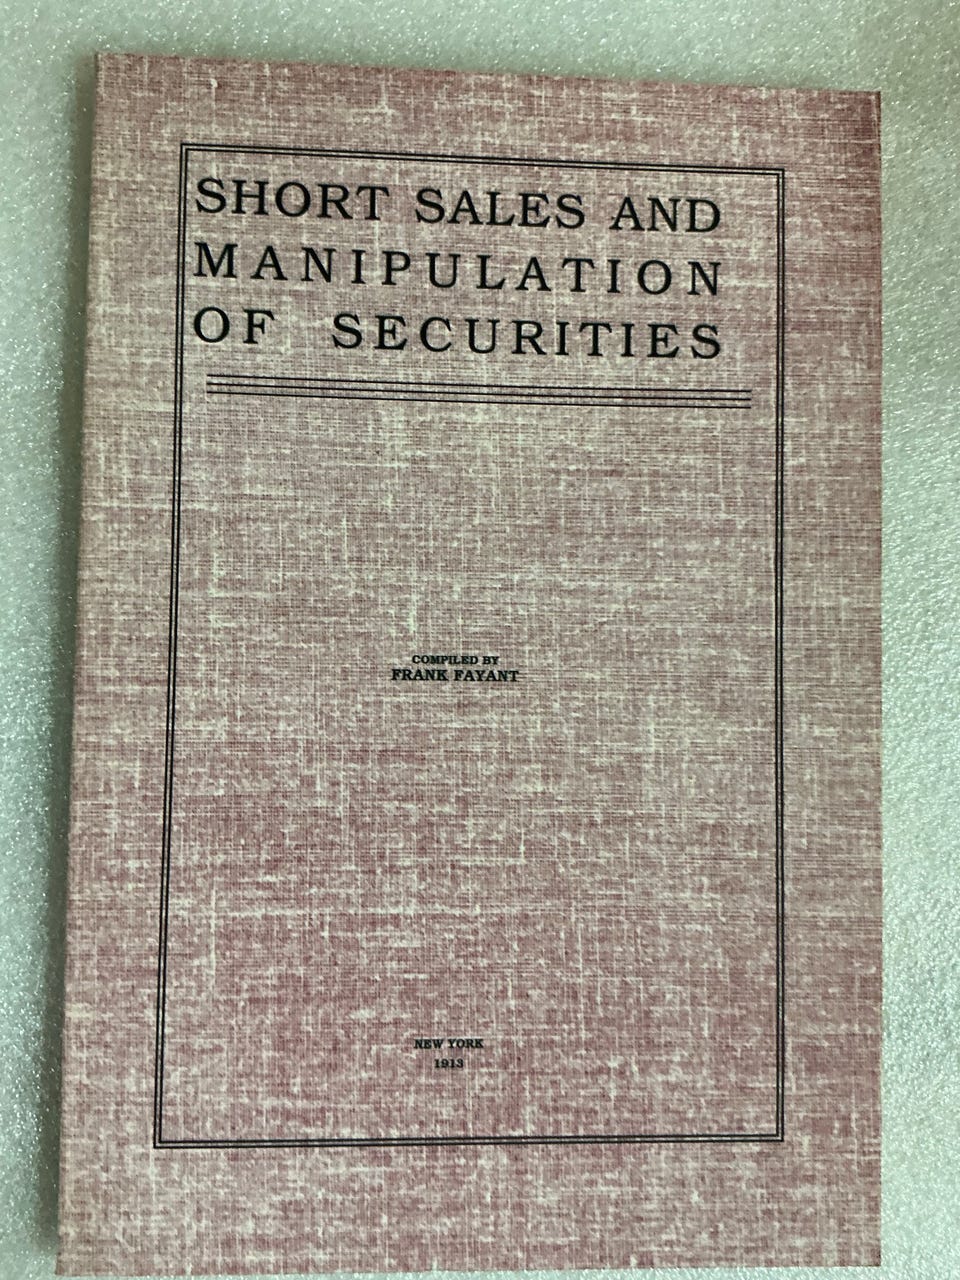 SHORT SALES AND
MANIPULATION
OF SECURITIES
COMPILED BY
FRANK FAYANT
NEW YORK
1913